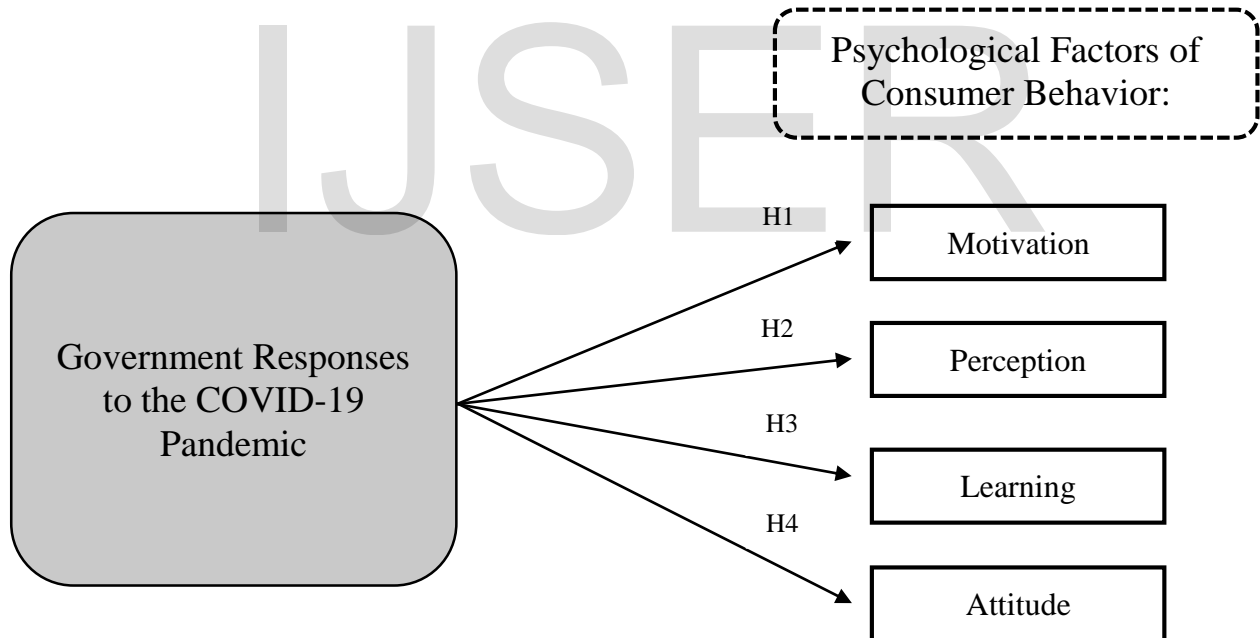 IJSER
Psychological Factors of
Consumer Behavior:
H1
Motivation
H2
Perception
Government Responses
to the COVID-19
Pandemic
H3
Learning
H4
Attitude